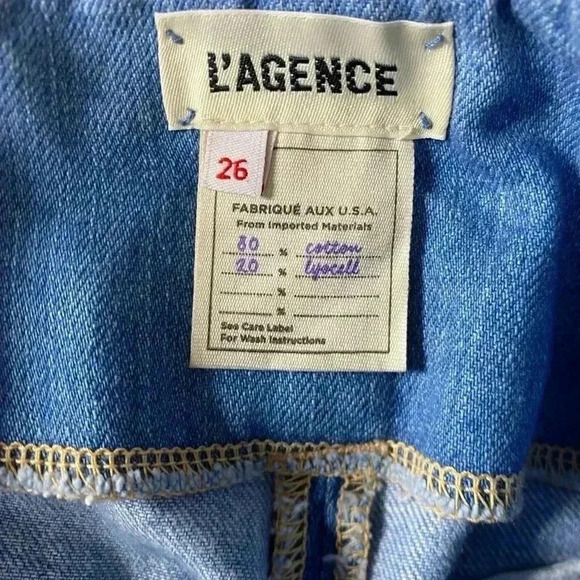 L'AGENCE
26
FABRIQUÉ AUX U.S.A.
From Imported Materials
80 % cotton
20 % lyocell
%
%
See Care Label
For Wash Instructions